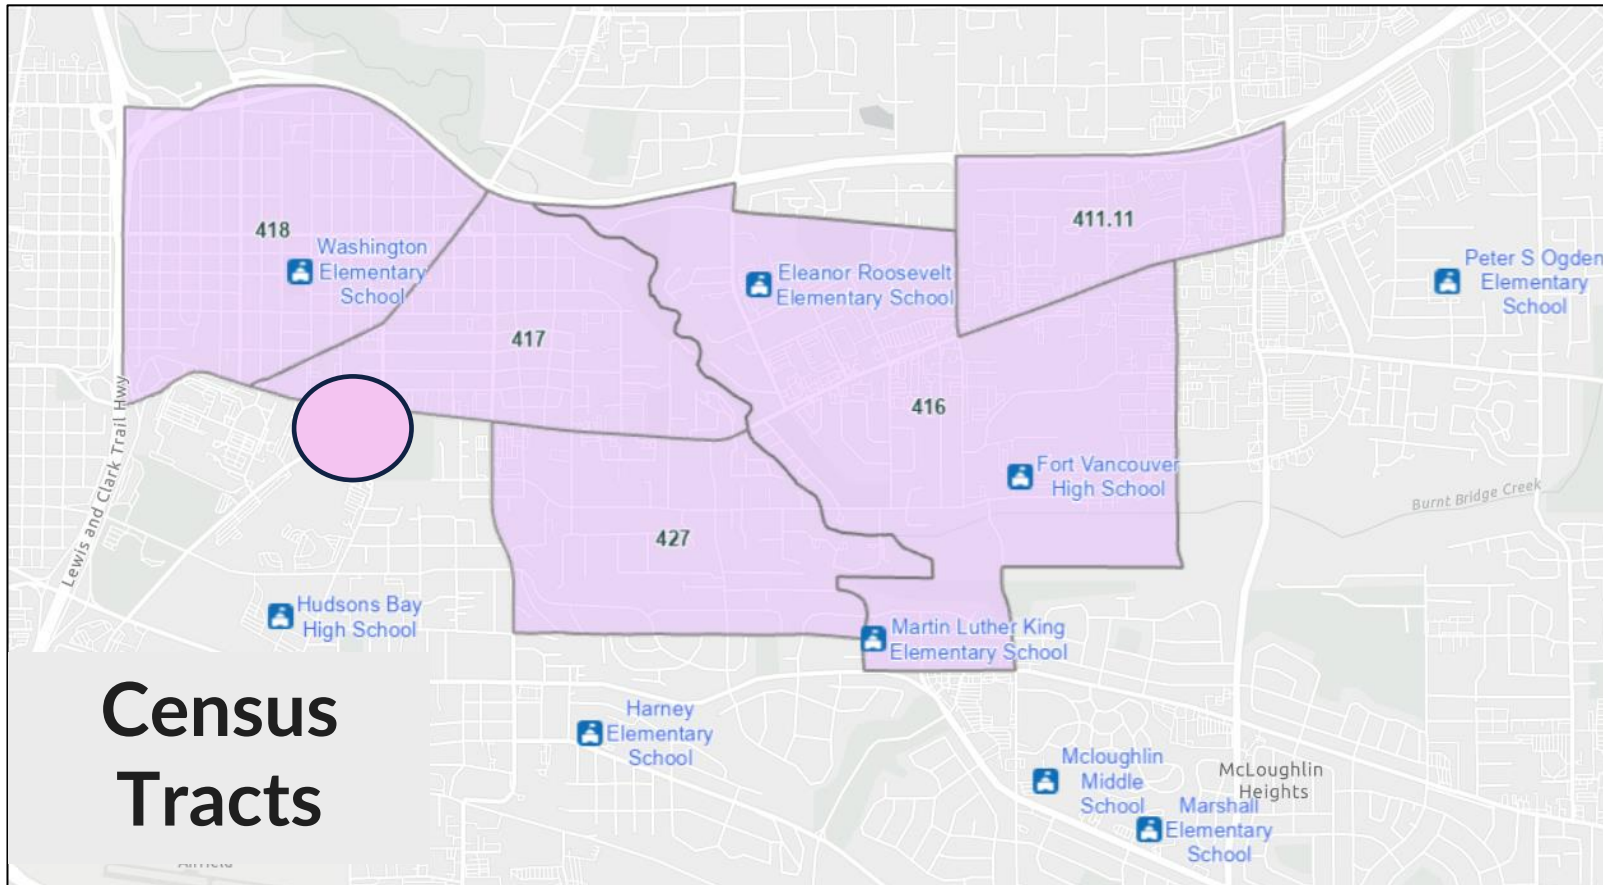 418
Washington
Elementary
School
417
Eleanor Roosevelt
Elementary School
411.11
Peter S Ogden
Elementary
School
416
Lewis and Clark Trail Hwy
Fort Vancouver
High School
Burnt Bridge Creek
427
Hudsons Bay
High School
Martin Luther King
Elementary School
Census
Tracts
Harney
Elementary
School
Mcloughlin
Middle
School
McLoughlin
Heights
Marshall
Elementary
School
Airfield